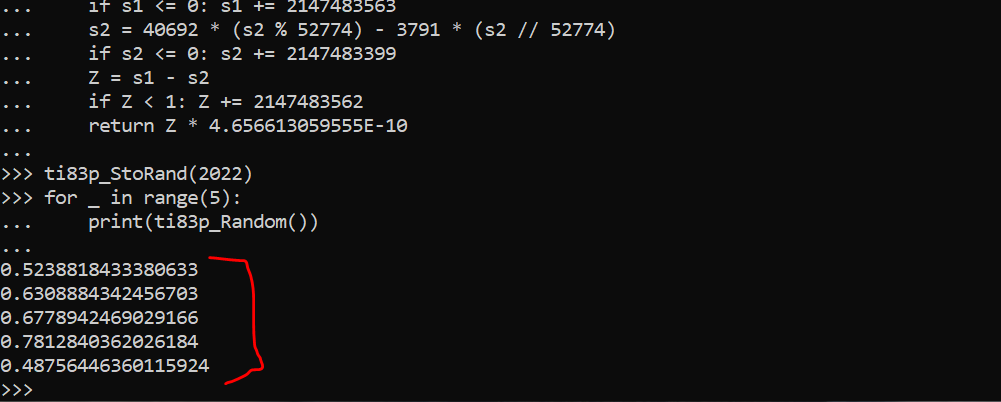 ...     if s1 <= 0: s1 += 2147483563
...     s2 = 40692 * (s2 % 52774) - 3791 * (s2 // 52774)
...     if s2 <= 0: s2 += 2147483399
...     Z = s1 - s2
...     if Z < 1: Z += 2147483562
...     return Z * 4.656613059555E-10
...
>>> ti83p_StoRand(2022)
>>> for _ in range(5):
...     print(ti83p_Random())
...
0.5238818433380633
0.6308884342456703
0.6778942469029166
0.7812840362026184
0.48756446360115924
>>>